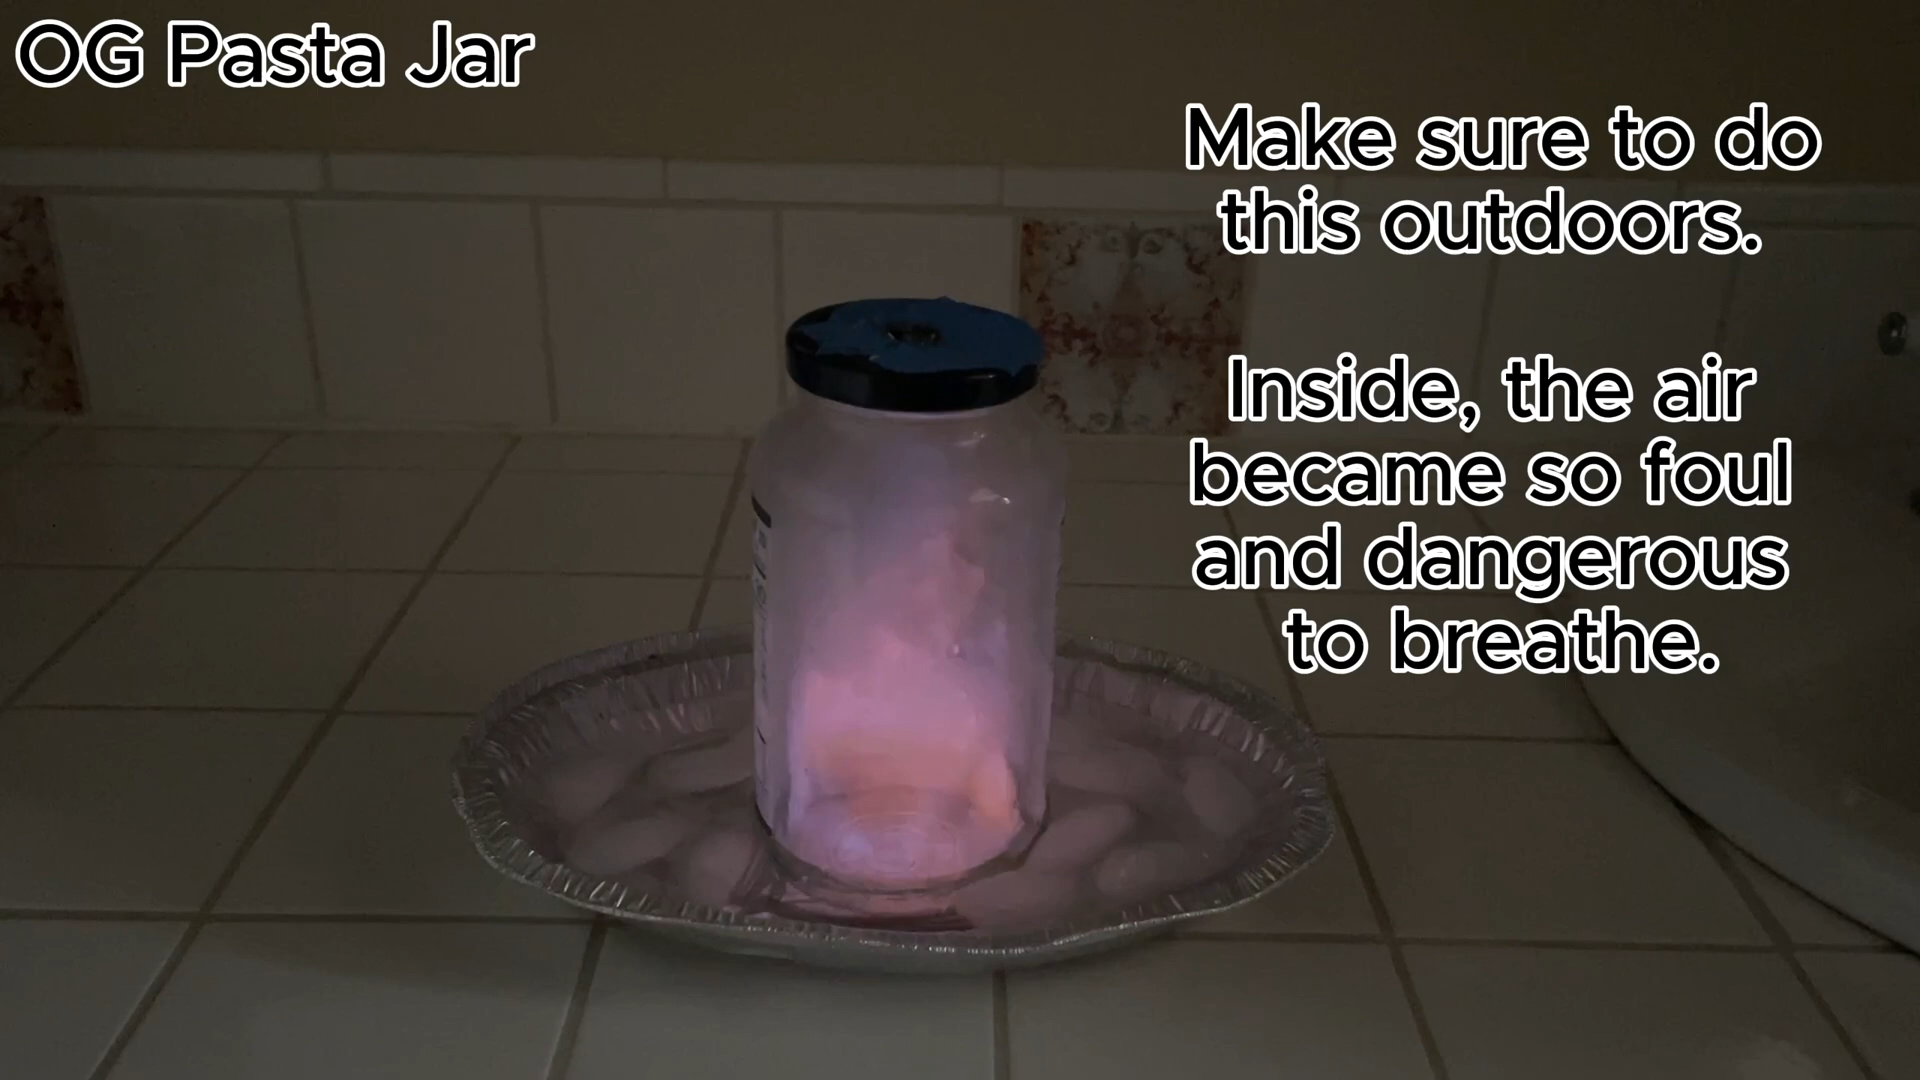 OG Pasta Jar
Make sure to do
this outdoors.
Inside, the air
became so foul
and dangerous
to breathe.